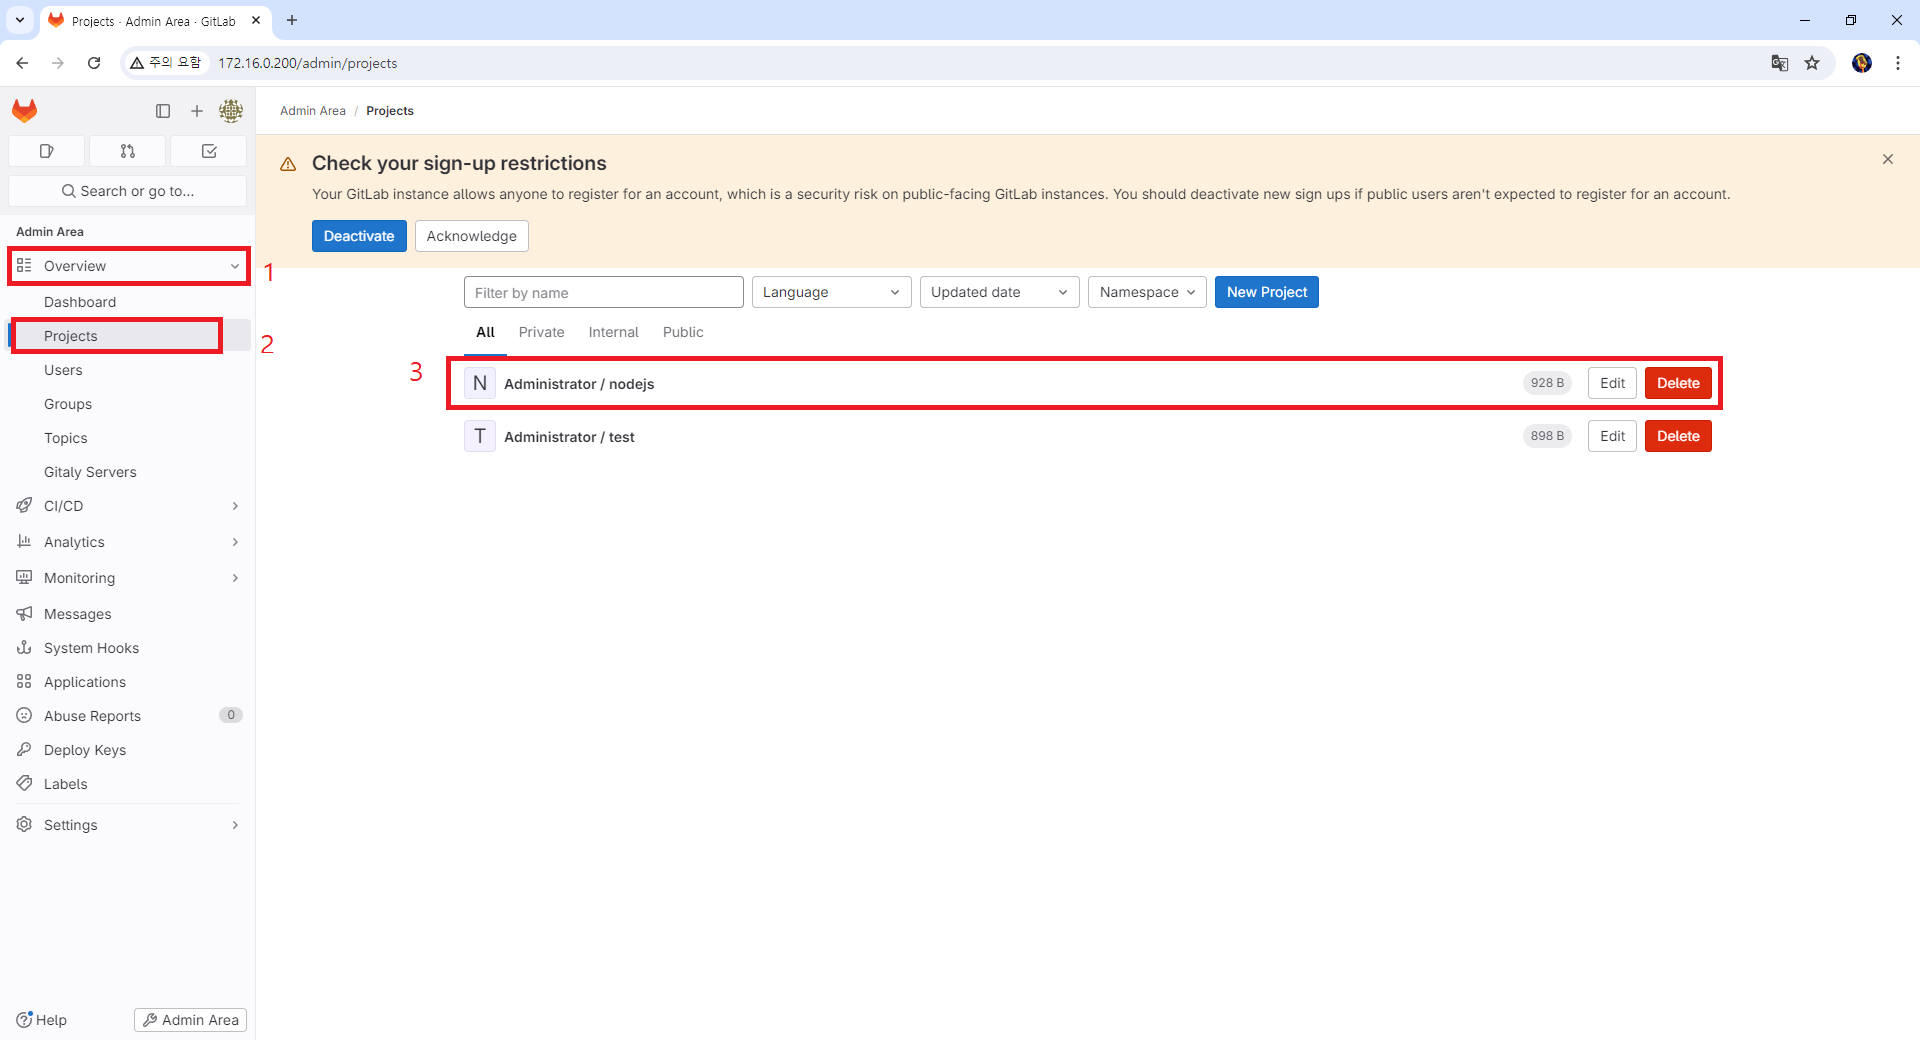 Projects · Admin Area · GitLab
주의 요함
172.16.0.200/admin/projects
Admin Area / Projects
Search or go to...
Check your sign-up restrictions
Your GitLab instance allows anyone to register for an account, which is a security risk on public-facing GitLab instances. You should deactivate new sign ups if public users aren't expected to register for an account.
Deactivate
Acknowledge
Admin Area
Overview
1
Dashboard
Projects
2
Users
Groups
Topics
Gitaly Servers
CI/CD
Analytics
Monitoring
Messages
System Hooks
Applications
Abuse Reports 0
Deploy Keys
Labels
Settings
Help
Admin Area
Filter by name
Language
Updated date
Namespace
New Project
All
Private
Internal
Public
3
N Administrator / nodejs 928 B Edit Delete
T Administrator / test 898 B Edit Delete